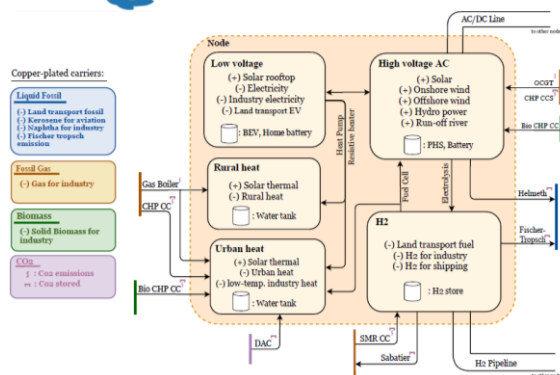 AC/DC Line
to other node
Node
Low voltage
(+) Solar rooftop
(-) Electricity
(-) Industry electricity
(-) Land transport EV
: BEV, Home battery
High voltage AC
(+) Solar
(+) Onshore wind
(+) Offshore wind
(+) Hydro power
(+) Run-off river
: PHS, Battery
OCGT
CHP CCS
Bio CHP CC
Copper-plated carriers:
Liquid Fossil
(-) Land transport fossil
(-) Kerosene for aviation
(-) Naphtha for industry
(-) Fischer tropsch
emission
Fossil Gas
(-) Gas for industry
Biomass
(-) Solid Biomass for
industry
CO2
: Co2 emissions
: Co2 stored
Heat Pump
Resistive heater
Fuel Cell
Electrolysis
Gas Boiler
CHP CC
Bio CHP CC
Rural heat
(+) Solar thermal
(-) Rural heat
: Water tank
Urban heat
(+) Solar thermal
(-) Urban heat
(-) low-temp. industry heat
: Water tank
H2
(-) Land transport fuel
(-) H2 for industry
(-) H2 for shipping
: H2 store
Helmeth
Fischer-
Tropsch
DAC
SMR CC
Sabatier
H2 Pipeline